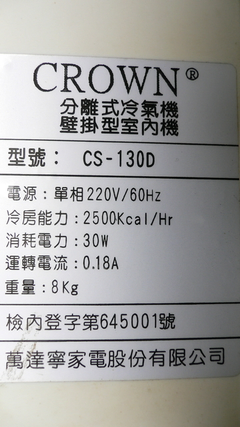 CROWN®
分離式冷氣機
壁掛型室內機
型號： CS-130D
電源：單相220V/60Hz
冷房能力：2500Kcal/Hr
消耗電力：30W
運轉電流：0.18A
重量：8Kg
檢內登字第645001號
萬達寧家電股份有限公司